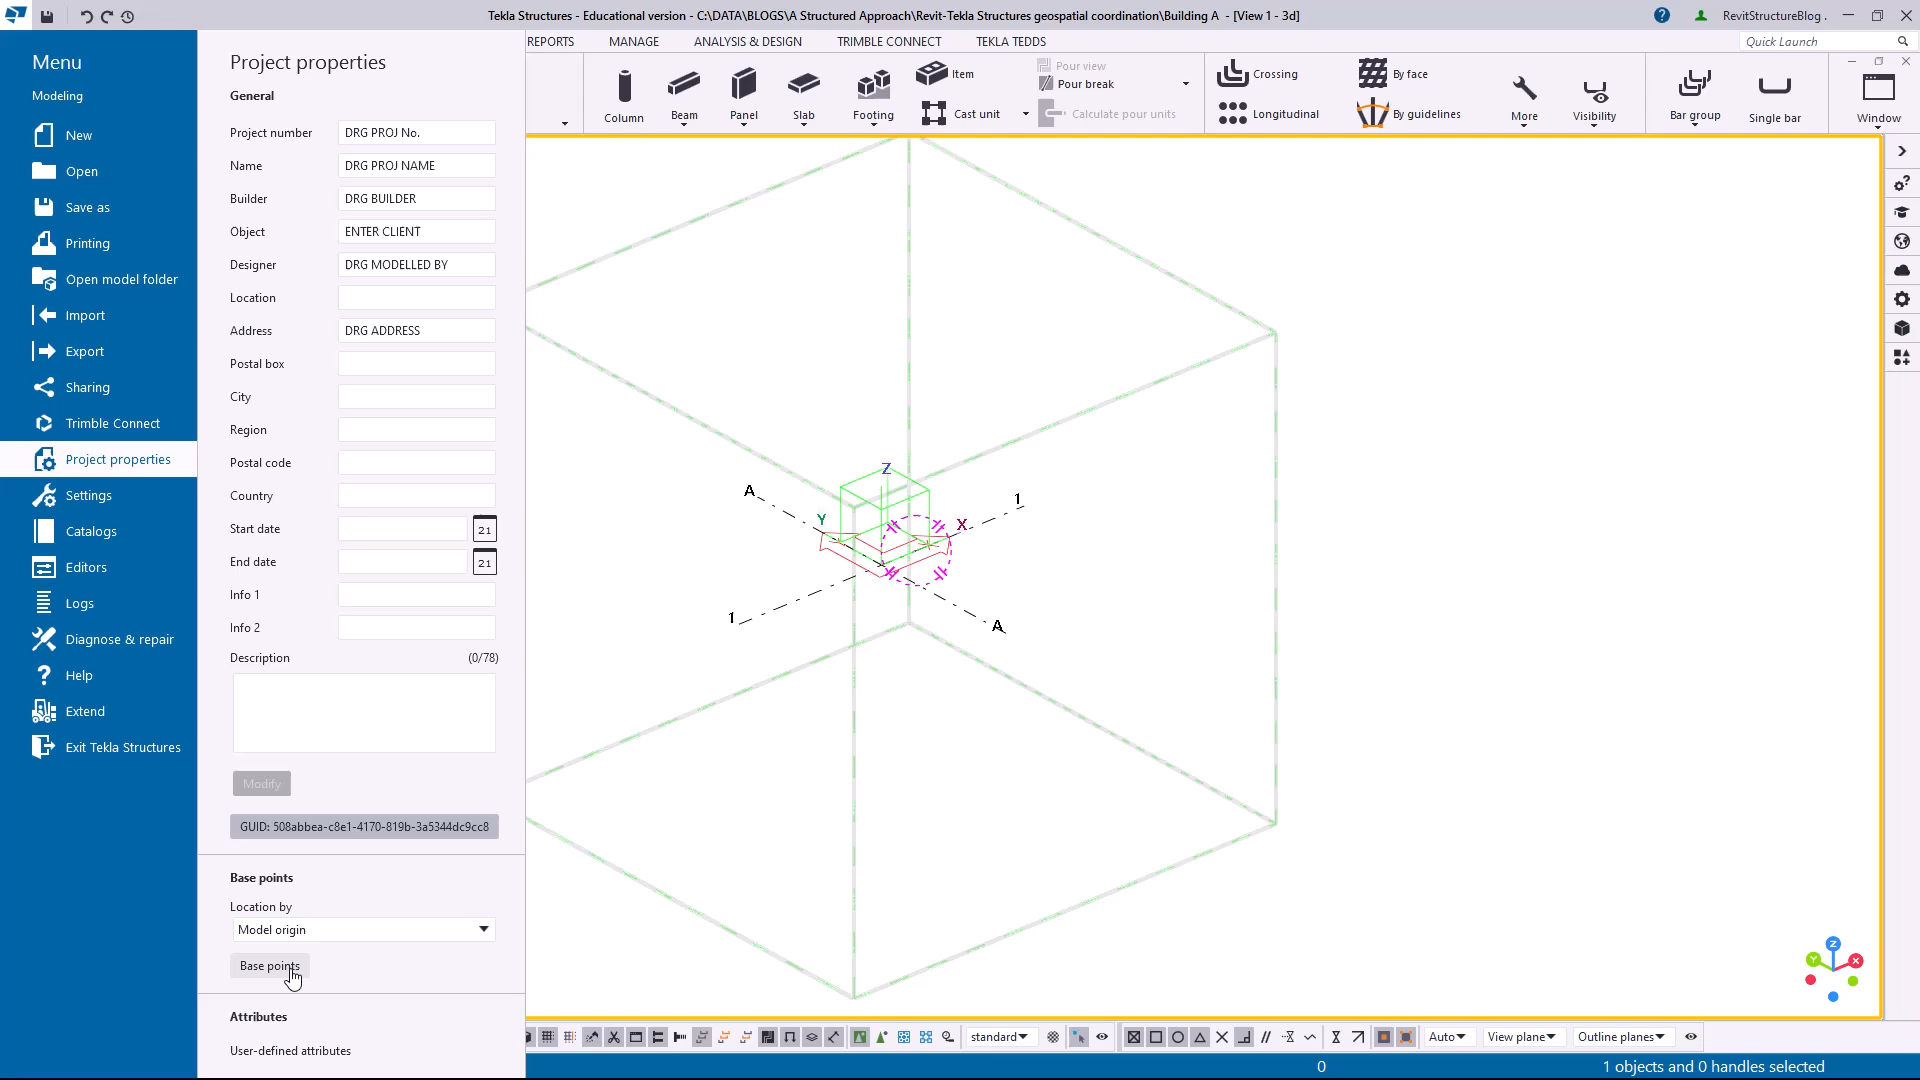 Tekla Structures - Educational version - C:\DATA\BLOGS\A Structured Approach\Revit-Tekla Structures geospatial coordination\Building A - [View 1 - 3d]
RevitStructureBlog .
REPORTS
MANAGE
ANALYSIS & DESIGN
TRIMBLE CONNECT
TEKLA TEDDS
Quick Launch
Column
Beam
Panel
Slab
Footing
Item
Cast unit
Pour view
Pour break
Calculate pour units
Crossing
Longitudinal
By face
By guidelines
More
Visibility
Bar group
Single bar
Window
Menu
Modeling
New
Open
Save as
Printing
Open model folder
Import
Export
Sharing
Trimble Connect
Project properties
Settings
Catalogs
Editors
Logs
Diagnose & repair
Help
Extend
Exit Tekla Structures
Project properties
General
Project number DRG PROJ No.
Name DRG PROJ NAME
Builder DRG BUILDER
Object ENTER CLIENT
Designer DRG MODELLED BY
Location
Address DRG ADDRESS
Postal box
City
Region
Postal code
Country
Start date 21
End date 21
Info 1
Info 2
Description (0/78)
Modify
GUID: 508abbea-c8e1-4170-819b-3a5344dc9cc8
Base points
Location by
Model origin
Base points
Attributes
User-defined attributes
Z
A
1
Y
X
1
A
Z
Y
X
standard
Auto
View plane
Outline planes
0
1 objects and 0 handles selected